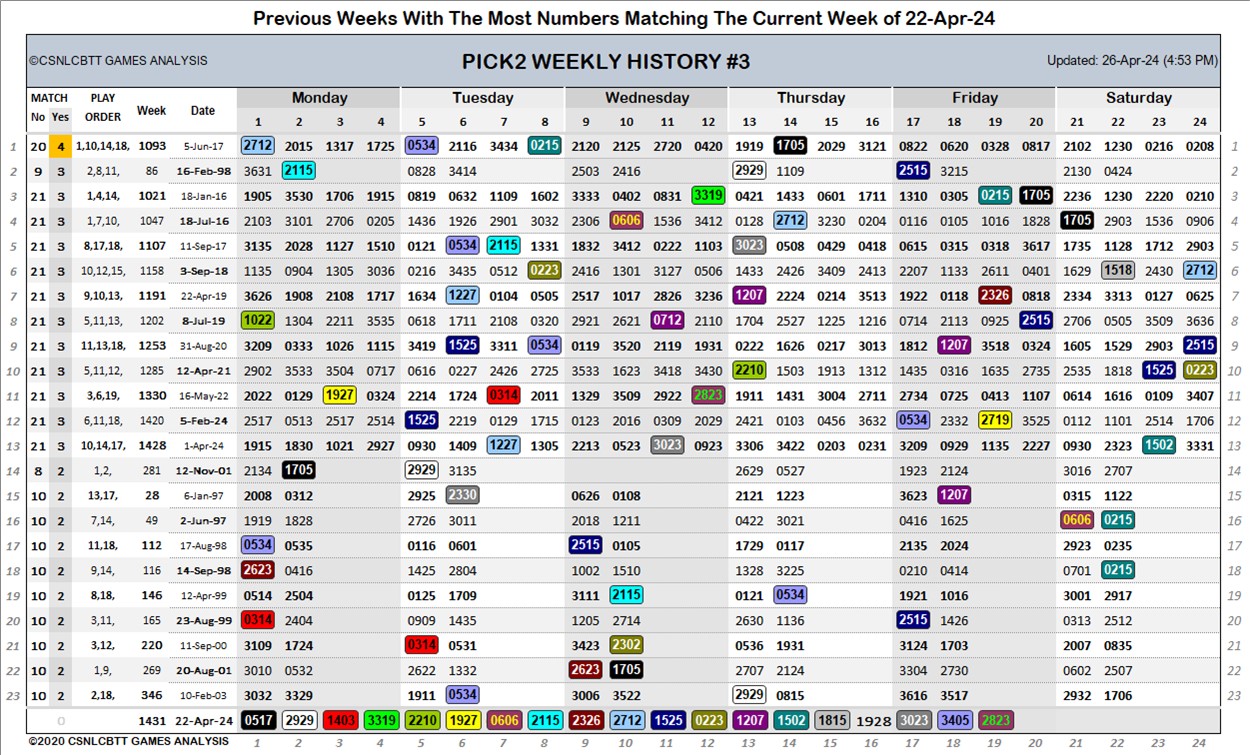 Previous Weeks With The Most Numbers Matching The Current Week of 22-Apr-24
©CSNLCBTT GAMES ANALYSIS PICK2 WEEKLY HISTORY #3 Updated: 26-Apr-24 (4:53 PM)
MATCH PLAY Week Date Monday Tuesday Wednesday Thursday Friday Saturday
No Yes ORDER 1 2 3 4 5 6 7 8 9 10 11 12 13 14 15 16 17 18 19 20 21 22 23 24
1 20 4 1,10,14,18, 1093 5-Jun-17 2712 2015 1317 1725 0534 2116 3434 0215 2120 2125 2720 0420 1919 1705 2029 3121 0822 0620 0328 0817 2102 1230 0216 0208 1
2 9 3 2,8,11, 86 16-Feb-98 3631 2115 0828 3414 2503 2416 2929 1109 2515 3215 2130 0424 2
3 21 3 1,4,14, 1021 18-Jan-16 1905 3530 1706 1915 0819 0632 1109 1602 3333 0402 0831 3319 0421 1433 0601 1711 1310 0305 0215 1705 2236 1230 2220 0210 3
4 21 3 1,7,10, 1047 18-Jul-16 2103 3101 1706 0205 1436 1926 2901 3032 2306 0606 1536 3412 0128 2712 3230 0204 0116 0105 1016 1828 1705 2903 1536 0906 4
5 21 3 8,17,18, 1107 11-Sep-17 3135 2028 1127 1510 0121 0534 2115 1331 1832 3412 0222 1103 3023 0508 0429 0418 0615 0315 0318 3617 1735 1128 1712 2903 5
6 21 3 10,12,15, 1158 3-Sep-18 1135 0904 1305 3036 0216 3435 0512 0223 2416 1301 3127 0506 1433 2426 3409 2413 2207 1133 2611 0401 1629 1518 2430 2712 6
7 21 3 9,10,13, 1191 22-Apr-19 3626 1908 2108 1717 1634 1227 0104 0505 2517 1017 2826 3236 1207 2224 0214 3513 1922 0118 2326 0818 2334 3313 0127 0625 7
8 21 3 5,11,13, 1202 8-Jul-19 1022 1304 2211 3535 0618 1711 2108 0320 2921 2621 0712 2110 1704 2527 1225 1216 0714 2113 0925 2515 2706 0505 3509 3636 8
9 21 3 11,13,18, 1253 31-Aug-20 3209 0333 1026 1115 3419 1525 3311 0534 0119 3520 2119 1931 0222 1626 0217 3013 1812 1207 3518 0324 1605 1529 2903 2515 9
10 21 3 5,11,12, 1285 12-Apr-21 2902 3533 3504 0717 0616 0227 2426 2725 3533 1623 3418 3430 2210 1503 1913 1312 1435 0316 1635 2735 2535 1818 1525 0223 10
11 21 3 3,6,19, 1330 16-May-22 2022 0129 1927 0324 2214 1724 0314 2011 1329 3509 2922 2823 1911 1431 3004 2711 2734 0725 0413 1107 0614 1616 0109 3407 11
12 21 3 6,11,18, 1420 5-Feb-24 2517 0513 2517 2514 1525 2219 0129 1715 0123 2016 0309 2029 2421 0103 0456 3632 0534 2332 2719 3525 0112 1101 2514 1706 12
13 21 3 10,14,17, 1428 1-Apr-24 1915 1830 1021 2927 0930 1409 1227 1305 2213 0523 3023 0923 3306 3422 0203 0231 3209 0929 1135 2227 0930 2323 1502 3331 13
14 8 2 1,2, 281 12-Nov-01 2134 1705 2929 3135 2629 0527 1923 2124 3016 2707 14
15 10 2 13,17, 28 6-Jan-97 2008 0312 2925 2330 0626 0108 2121 1223 3623 1207 0315 1122 15
16 10 2 7,14, 49 2-Jun-97 1919 1828 2726 3011 2018 1211 0422 3021 0416 1625 0606 0215 16
17 10 2 11,18, 112 17-Aug-98 0534 0535 0116 0601 2515 0105 1729 0117 2135 2024 2923 0235 17
18 10 2 9,14, 116 14-Sep-98 2623 0416 1425 2804 1002 1510 1328 3225 0210 0414 0701 0215 18
19 10 2 8,18, 146 12-Apr-99 0514 2504 0125 1709 3111 2115 0121 0534 1921 1016 3001 2917 19
20 10 2 3,11, 165 23-Aug-99 0314 2404 0909 1435 1205 2714 2630 1136 2515 1426 0313 2512 20
21 10 2 3,12, 220 11-Sep-00 3109 1724 0314 0531 3423 2302 0536 1931 3124 1703 2007 0835 21
22 10 2 1,9, 269 20-Aug-01 3010 0532 2622 1332 2623 1705 2707 2124 3304 2730 0602 2507 22
23 10 2 2,18, 346 10-Feb-03 3032 3329 1911 0534 3006 3522 2929 0815 3616 3517 2932 1706 23
0 1431 22-Apr-24 0517 2929 1403 3319 2210 1927 0606 2115 2326 2712 1525 0223 1207 1502 1815 1928 3023 3405 2823
©2020 CSNLCBTT GAMES ANALYSIS 1 2 3 4 5 6 7 8 9 10 11 12 13 14 15 16 17 18 19 20 21 22 23 24